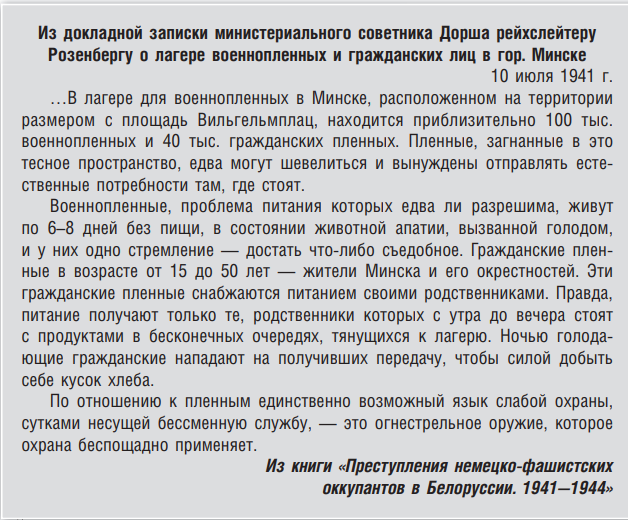 Из докладной записки министериального советника Дорша рейхслейтеру
Розенбергу о лагере военнопленных и гражданских лиц в гор. Минске
10 июля 1941 г.
…В лагере для военнопленных в Минске, расположенном на территории
размером с площадь Вильгельмплац, находится приблизительно 100 тыс.
военнопленных и 40 тыс. гражданских пленных. Пленные, загнанные в это
тесное пространство, едва могут шевелиться и вынуждены отправлять есте-
ственные потребности там, где стоят.
Военнопленные, проблема питания которых едва ли разрешима, живут
по 6–8 дней без пищи, в состоянии животной апатии, вызванной голодом,
и у них одно стремление — достать что-либо съедобное. Гражданские плен-
ные в возрасте от 15 до 50 лет — жители Минска и его окрестностей. Эти
гражданские пленные снабжаются питанием своими родственниками. Правда,
питание получают только те, родственники которых с утра до вечера стоят
с продуктами в бесконечных очередях, тянущихся к лагерю. Ночью голода-
ющие гражданские нападают на получивших передачу, чтобы силой добыть
себе кусок хлеба.
По отношению к пленным единственно возможный язык слабой охраны,
сутками несущей бессменную службу, — это огнестрельное оружие, которое
охрана беспощадно применяет.
Из книги «Преступления немецко-фашистских
оккупантов в Белоруссии. 1941—1944»